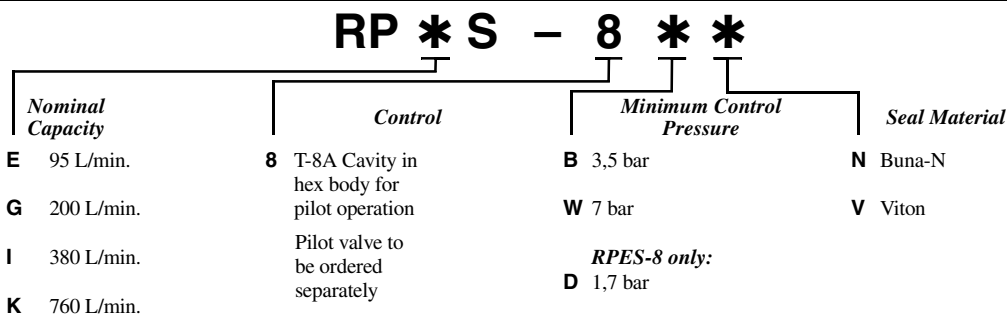 RP ✱ S – 8 ✱ ✱
Nominal
Capacity
E 95 L/min.
G 200 L/min.
I 380 L/min.
K 760 L/min.
Control
8 T-8A Cavity in
hex body for
pilot operation
Pilot valve to
be ordered
separately
Minimum Control
Pressure
B 3,5 bar
W 7 bar
RPES-8 only:
D 1,7 bar
Seal Material
N Buna-N
V Viton